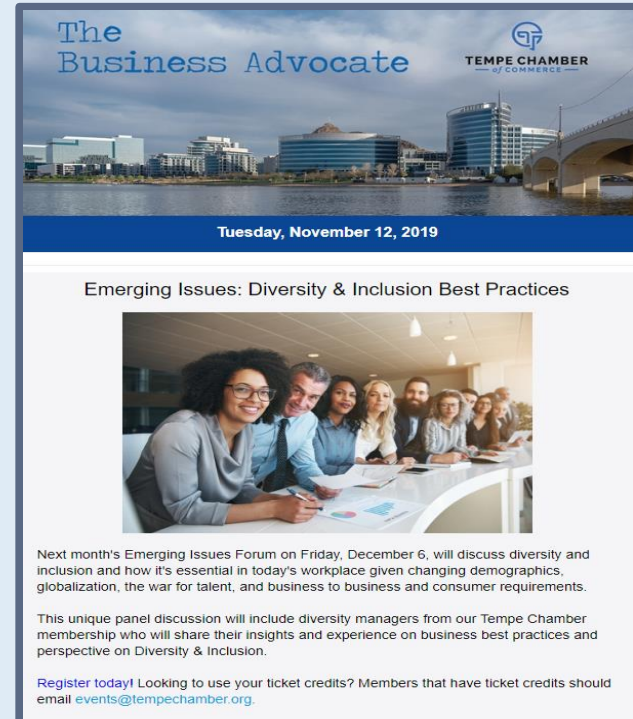 The
Business Advocate
TEMPE CHAMBER
of COMMERCE
Tuesday, November 12, 2019
Emerging Issues: Diversity & Inclusion Best Practices
Next month's Emerging Issues Forum on Friday, December 6, will discuss diversity and
inclusion and how it's essential in today's workplace given changing demographics,
globalization, the war for talent, and business to business and consumer requirements.
This unique panel discussion will include diversity managers from our Tempe Chamber
membership who will share their insights and experience on business best practices and
perspective on Diversity & Inclusion.
Register today! Looking to use your ticket credits? Members that have ticket credits should
email events@tempechamber.org.